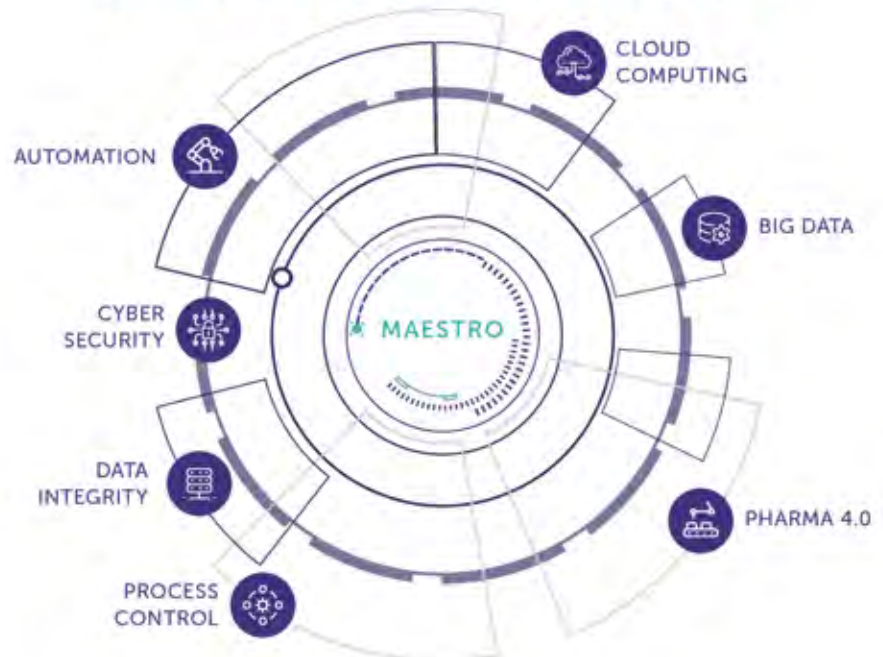 CLOUD
COMPUTING
AUTOMATION
BIG DATA
CYBER
SECURITY
MAESTRO
DATA
INTEGRITY
PHARMA 4.0
PROCESS
CONTROL